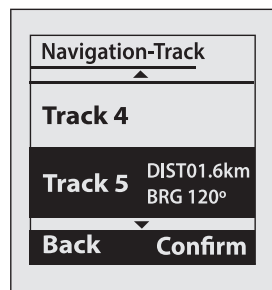 Navigation-Track
Track 4
Track 5 DIST01.6km
BRG 120º
Back Confirm